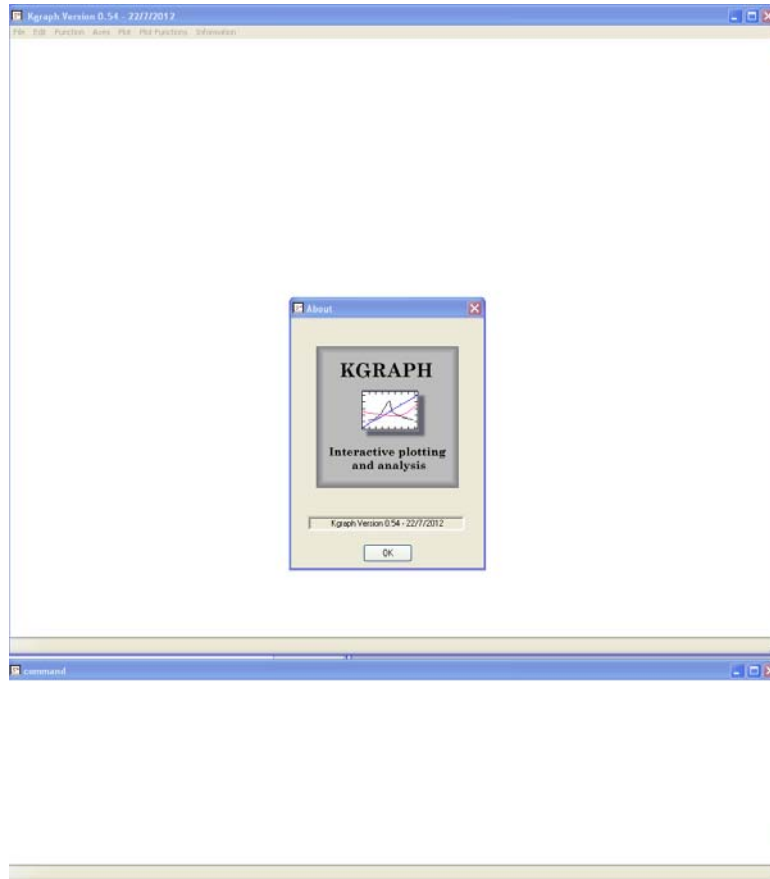 Kgraph Version 0.54 - 22/7/2012
File Edit Function Axes Plot Plot Functions Information
About
KGRAPH
Interactive plotting
and analysis
Kgraph Version 0.54 - 22/7/2012
OK
command